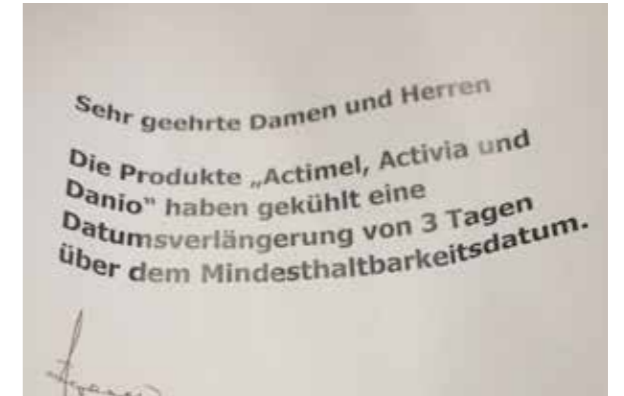 Sehr geehrte Damen und Herren
Die Produkte „Actimel, Activia und
Danio" haben gekühlt eine
Datumsverlängerung von 3 Tagen
über dem Mindesthaltbarkeitsdatum.